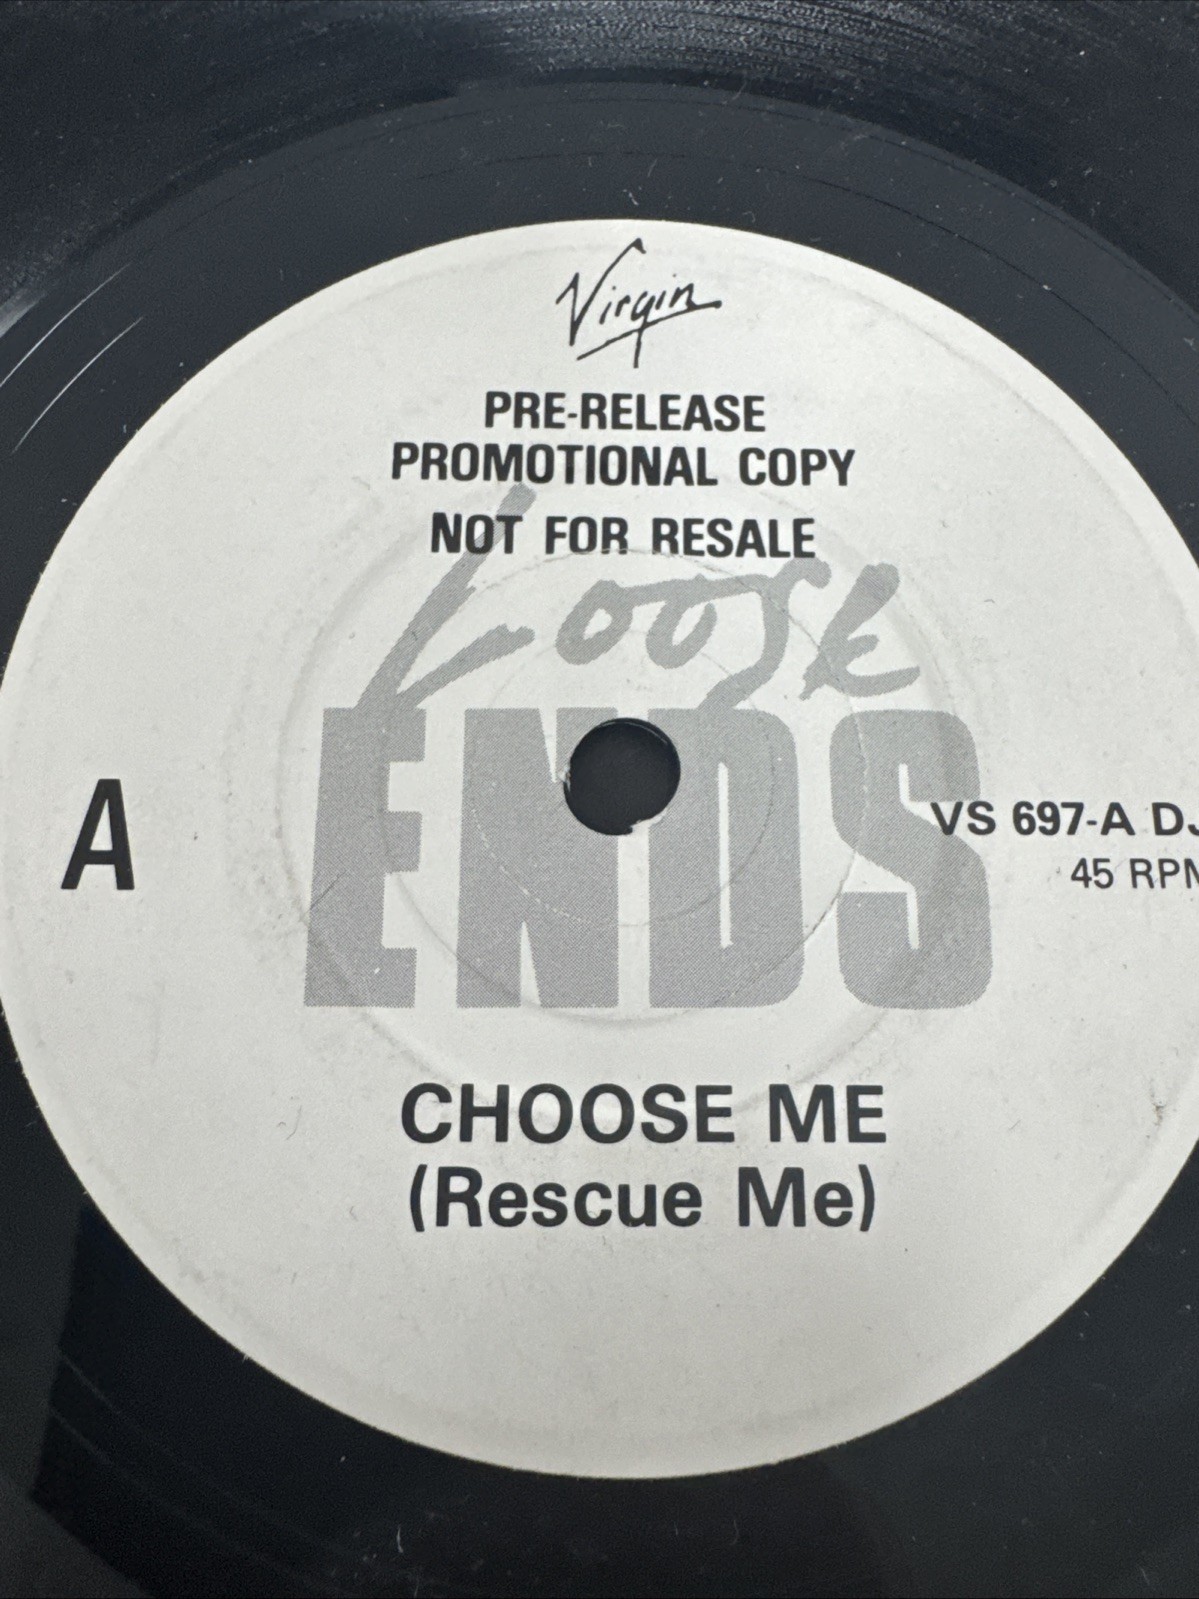 Virgin
PRE-RELEASE
PROMOTIONAL COPY
NOT FOR RESALE
Loose
ENDS
A
VS 697-A DJ
45 RPM
CHOOSE ME
(Rescue Me)